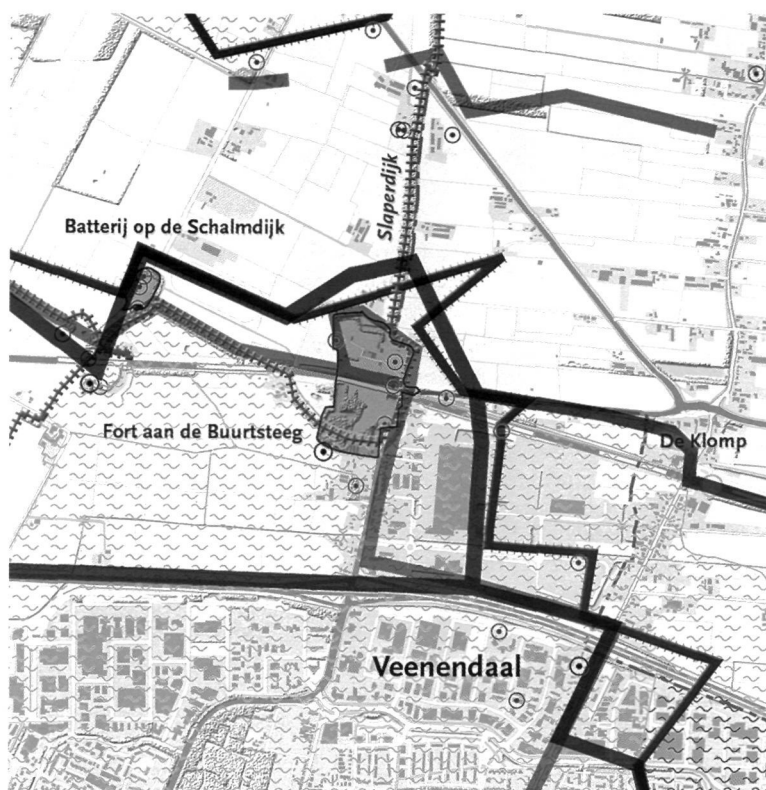 Slaperdijk
Batterij op de Schalmdijk
Fort aan de Buurtsteeg
De Klomp
Veenendaal